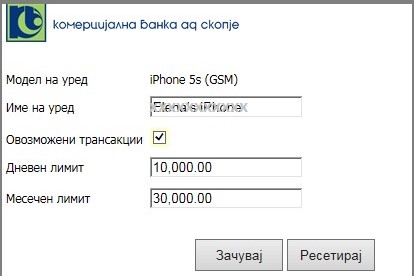 комерцијална банка ад скопје
Модел на уред iPhone 5s (GSM)
Име на уред iPhone
Овозможени трансакции
Дневен лимит 10,000.00
Месечен лимит 30,000.00
Зачувај Ресетирај